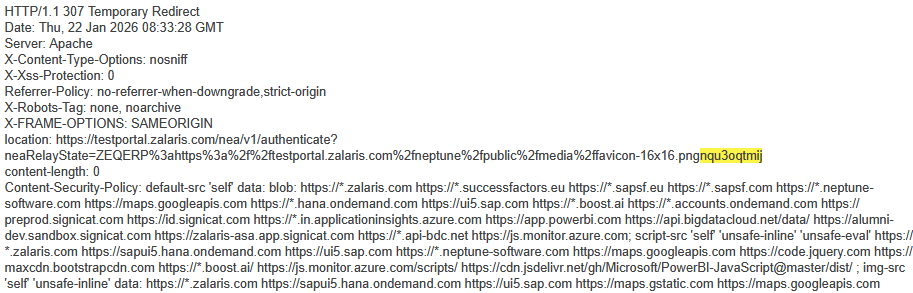 HTTP/1.1 307 Temporary Redirect
Date: Thu, 22 Jan 2026 08:33:28 GMT
Server: Apache
X-Content-Type-Options: nosniff
X-Xss-Protection: 0
Referrer-Policy: no-referrer-when-downgrade,strict-origin
X-Robots-Tag: none, noarchive
X-FRAME-OPTIONS: SAMEORIGIN
location: https://testportal.zalaris.com/nea/v1/authenticate?
neaRelayState=ZEQERP%3ahttps%3a%2f%2ftestportal.zalaris.com%2fneptune%2fpublic%2fmedia%2ffavicon-16x16.pngnqu3oqtmij
content-length: 0
Content-Security-Policy: default-src 'self' data: blob: https://*.zalaris.com https://*.successfactors.eu https://*.sapsf.eu https://*.sapsf.com https://*.neptune-
software.com https://maps.googleapis.com https://*.hana.ondemand.com https://ui5.sap.com https://*.boost.ai https://*.accounts.ondemand.com https://
preprod.signicat.com https://id.signicat.com https://*.in.applicationinsights.azure.com https://app.powerbi.com https://api.bigdatacloud.net/data/ https://alumni-
dev.sandbox.signicat.com https://zalaris-asa.app.signicat.com https://*.api-bdc.net https://js.monitor.azure.com; script-src 'self' 'unsafe-inline' 'unsafe-eval' https://
*.zalaris.com https://sapui5.hana.ondemand.com https://ui5.sap.com https://*.neptune-software.com https://maps.googleapis.com https://code.jquery.com https://
maxcdn.bootstrapcdn.com https://*.boost.ai/ https://js.monitor.azure.com/scripts/ https://cdn.jsdelivr.net/gh/Microsoft/PowerBI-JavaScript@master/dist/ ; img-src
'self' 'unsafe-inline' data: https://*.zalaris.com https://sapui5.hana.ondemand.com https://ui5.sap.com https://maps.gstatic.com https://maps.googleapis.com